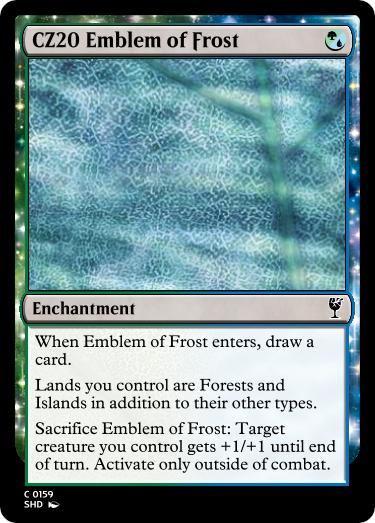 CZ20 Emblem of Frost
Enchantment
When Emblem of Frost enters, draw a
card.
Lands you control are Forests and
Islands in addition to their other types.
Sacrifice Emblem of Frost: Target
creature you control gets +1/+1 until end
of turn. Activate only outside of combat.
C 0159
SHD